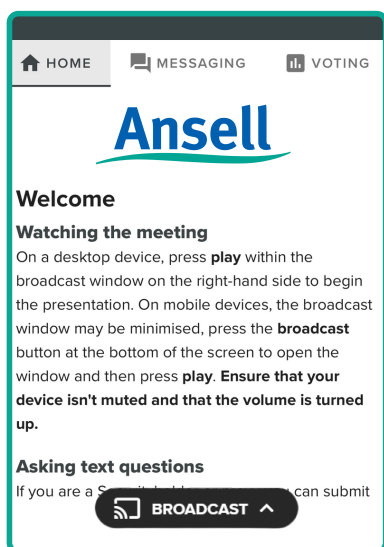 HOME
MESSAGING
VOTING
Ansell
Welcome
Watching the meeting
On a desktop device, press play within the
broadcast window on the right-hand side to begin
the presentation. On mobile devices, the broadcast
window may be minimised, press the broadcast
button at the bottom of the screen to open the
window and then press play. Ensure that your
device isn't muted and that the volume is turned
up.
Asking text questions
If you are a can submit
BROADCAST